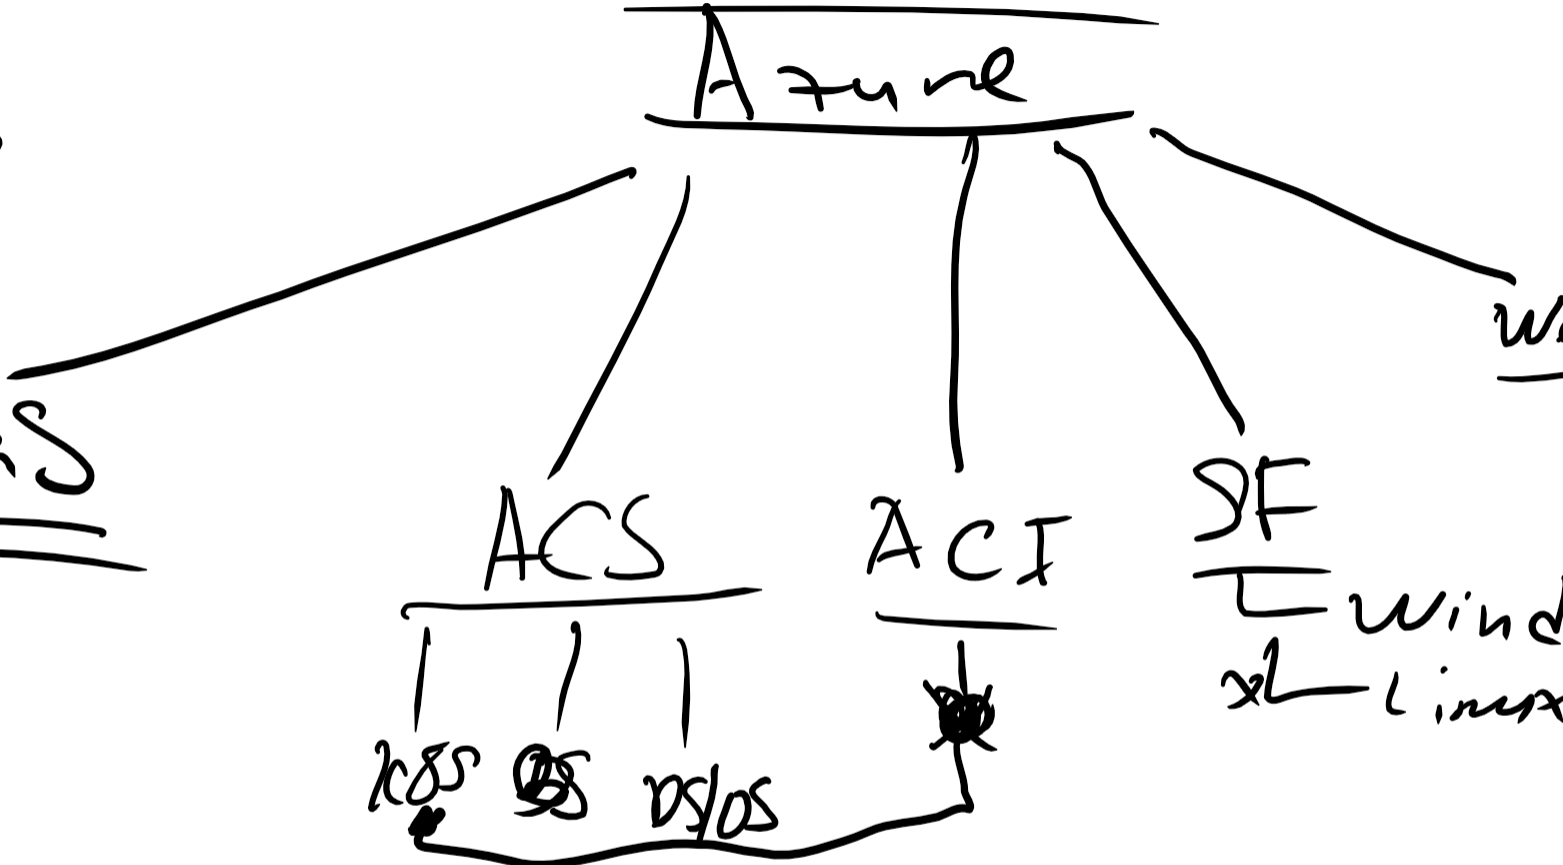 Azure
ACS
ACI
SF
Wind
Linux
K8S
DS/OS